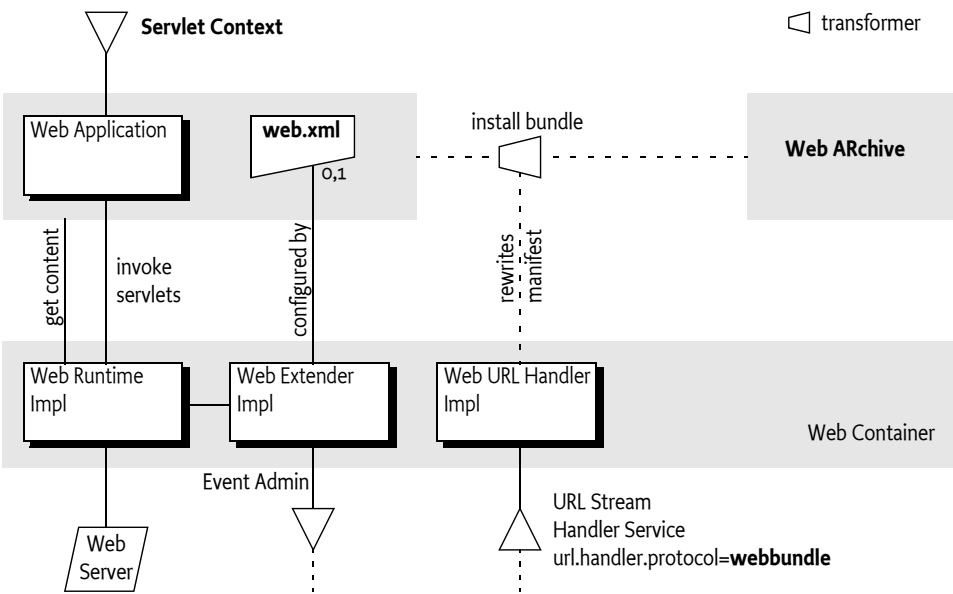 Servlet Context
transformer
Web Application
web.xml
0,1
install bundle
Web ARchive
get content
invoke
servlets
configured by
rewrites
manifest
Web Runtime
Impl
Web Extender
Impl
Web URL Handler
Impl
Web Container
Event Admin
Web
Server
URL Stream
Handler Service
url.handler.protocol=webbundle